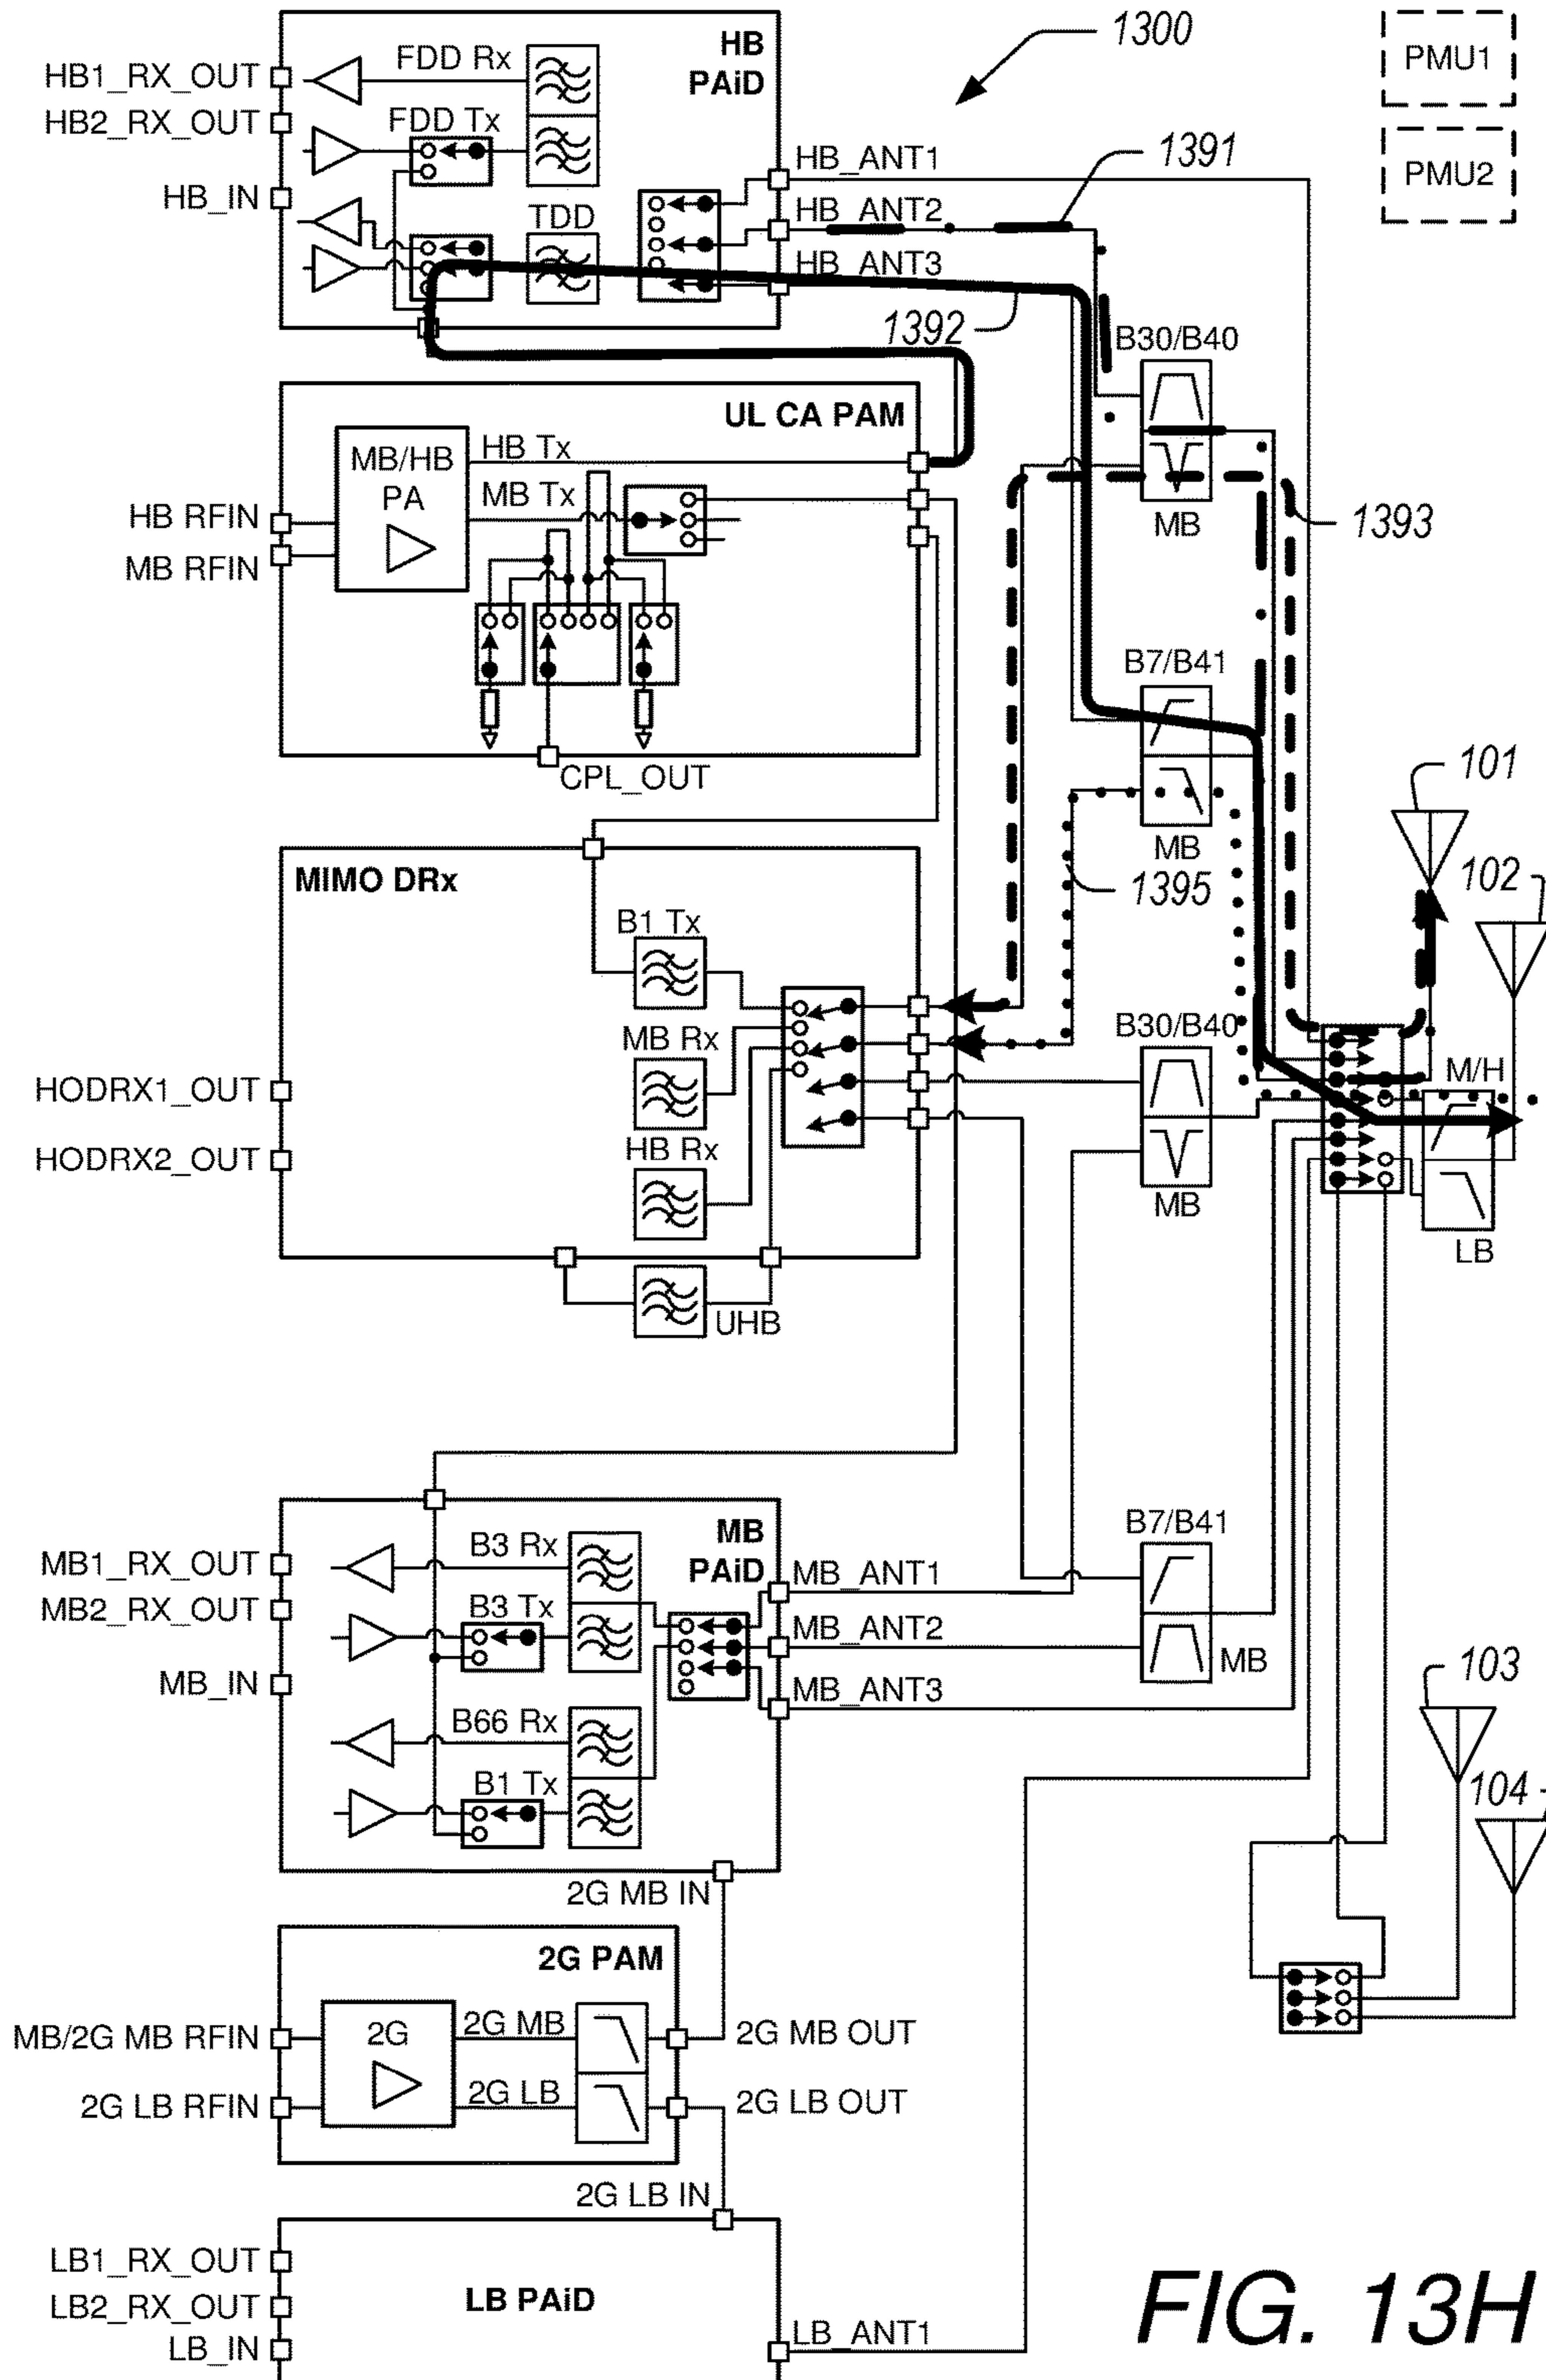 1300
PMU1
PMU2
HB
PAiD
HB1_RX_OUT
FDD Rx
HB2_RX_OUT
FDD Tx
HB_IN
TDD
HB_ANT1
1391
HB_ANT2
HB_ANT3
1392
B30/B40
MB
1393
UL CA PAM
MB/HB
PA
HB Tx
MB Tx
HB RFIN
MB RFIN
CPL_OUT
B7/B41
MB
1395
101
102
MIMO DRx
B1 Tx
MB Rx
HB Rx
HODRX1_OUT
HODRX2_OUT
UHB
B30/B40
MB
M/H
LB
MB
PAiD
MB1_RX_OUT
B3 Rx
MB2_RX_OUT
B3 Tx
MB_IN
B66 Rx
B1 Tx
MB_ANT1
MB_ANT2
MB_ANT3
B7/B41
MB
103
104
2G MB IN
2G PAM
MB/2G MB RFIN
2G
2G MB
2G MB OUT
2G LB RFIN
2G LB
2G LB OUT
2G LB IN
LB1_RX_OUT
LB2_RX_OUT
LB_IN
LB PAiD
LB_ANT1
FIG. 13H